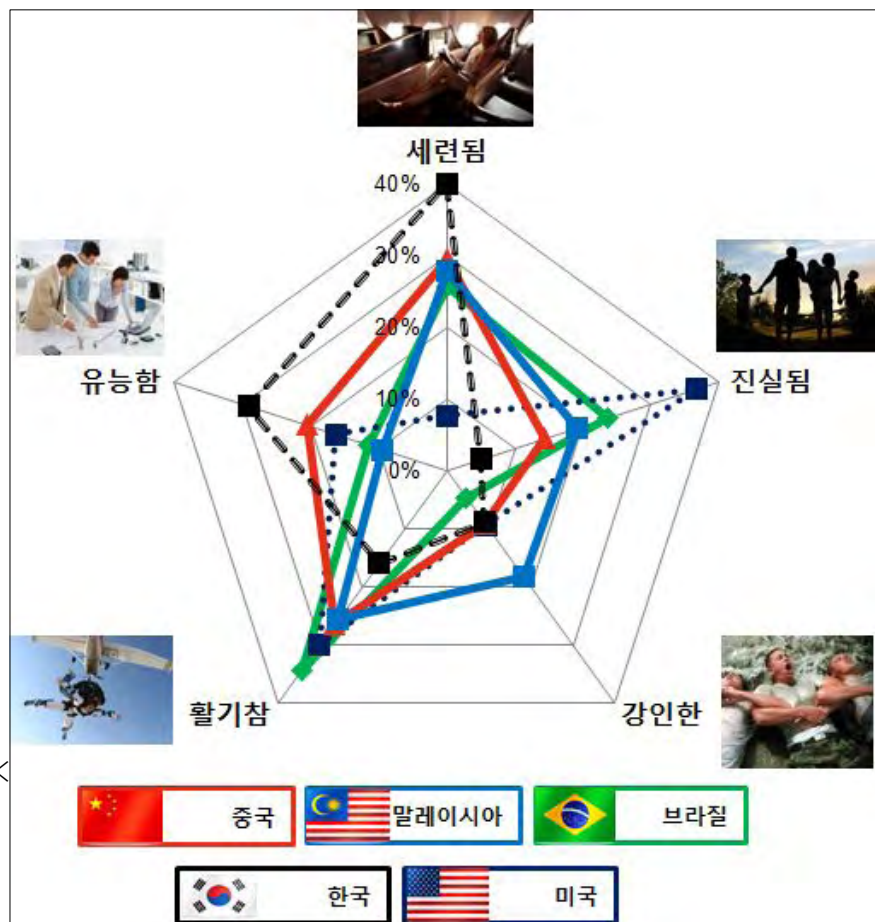 세련됨
40%
30%
20%
10%
0%
유능함
진실됨
활기참
강인한
중국
말레이시아
브라질
한국
미국